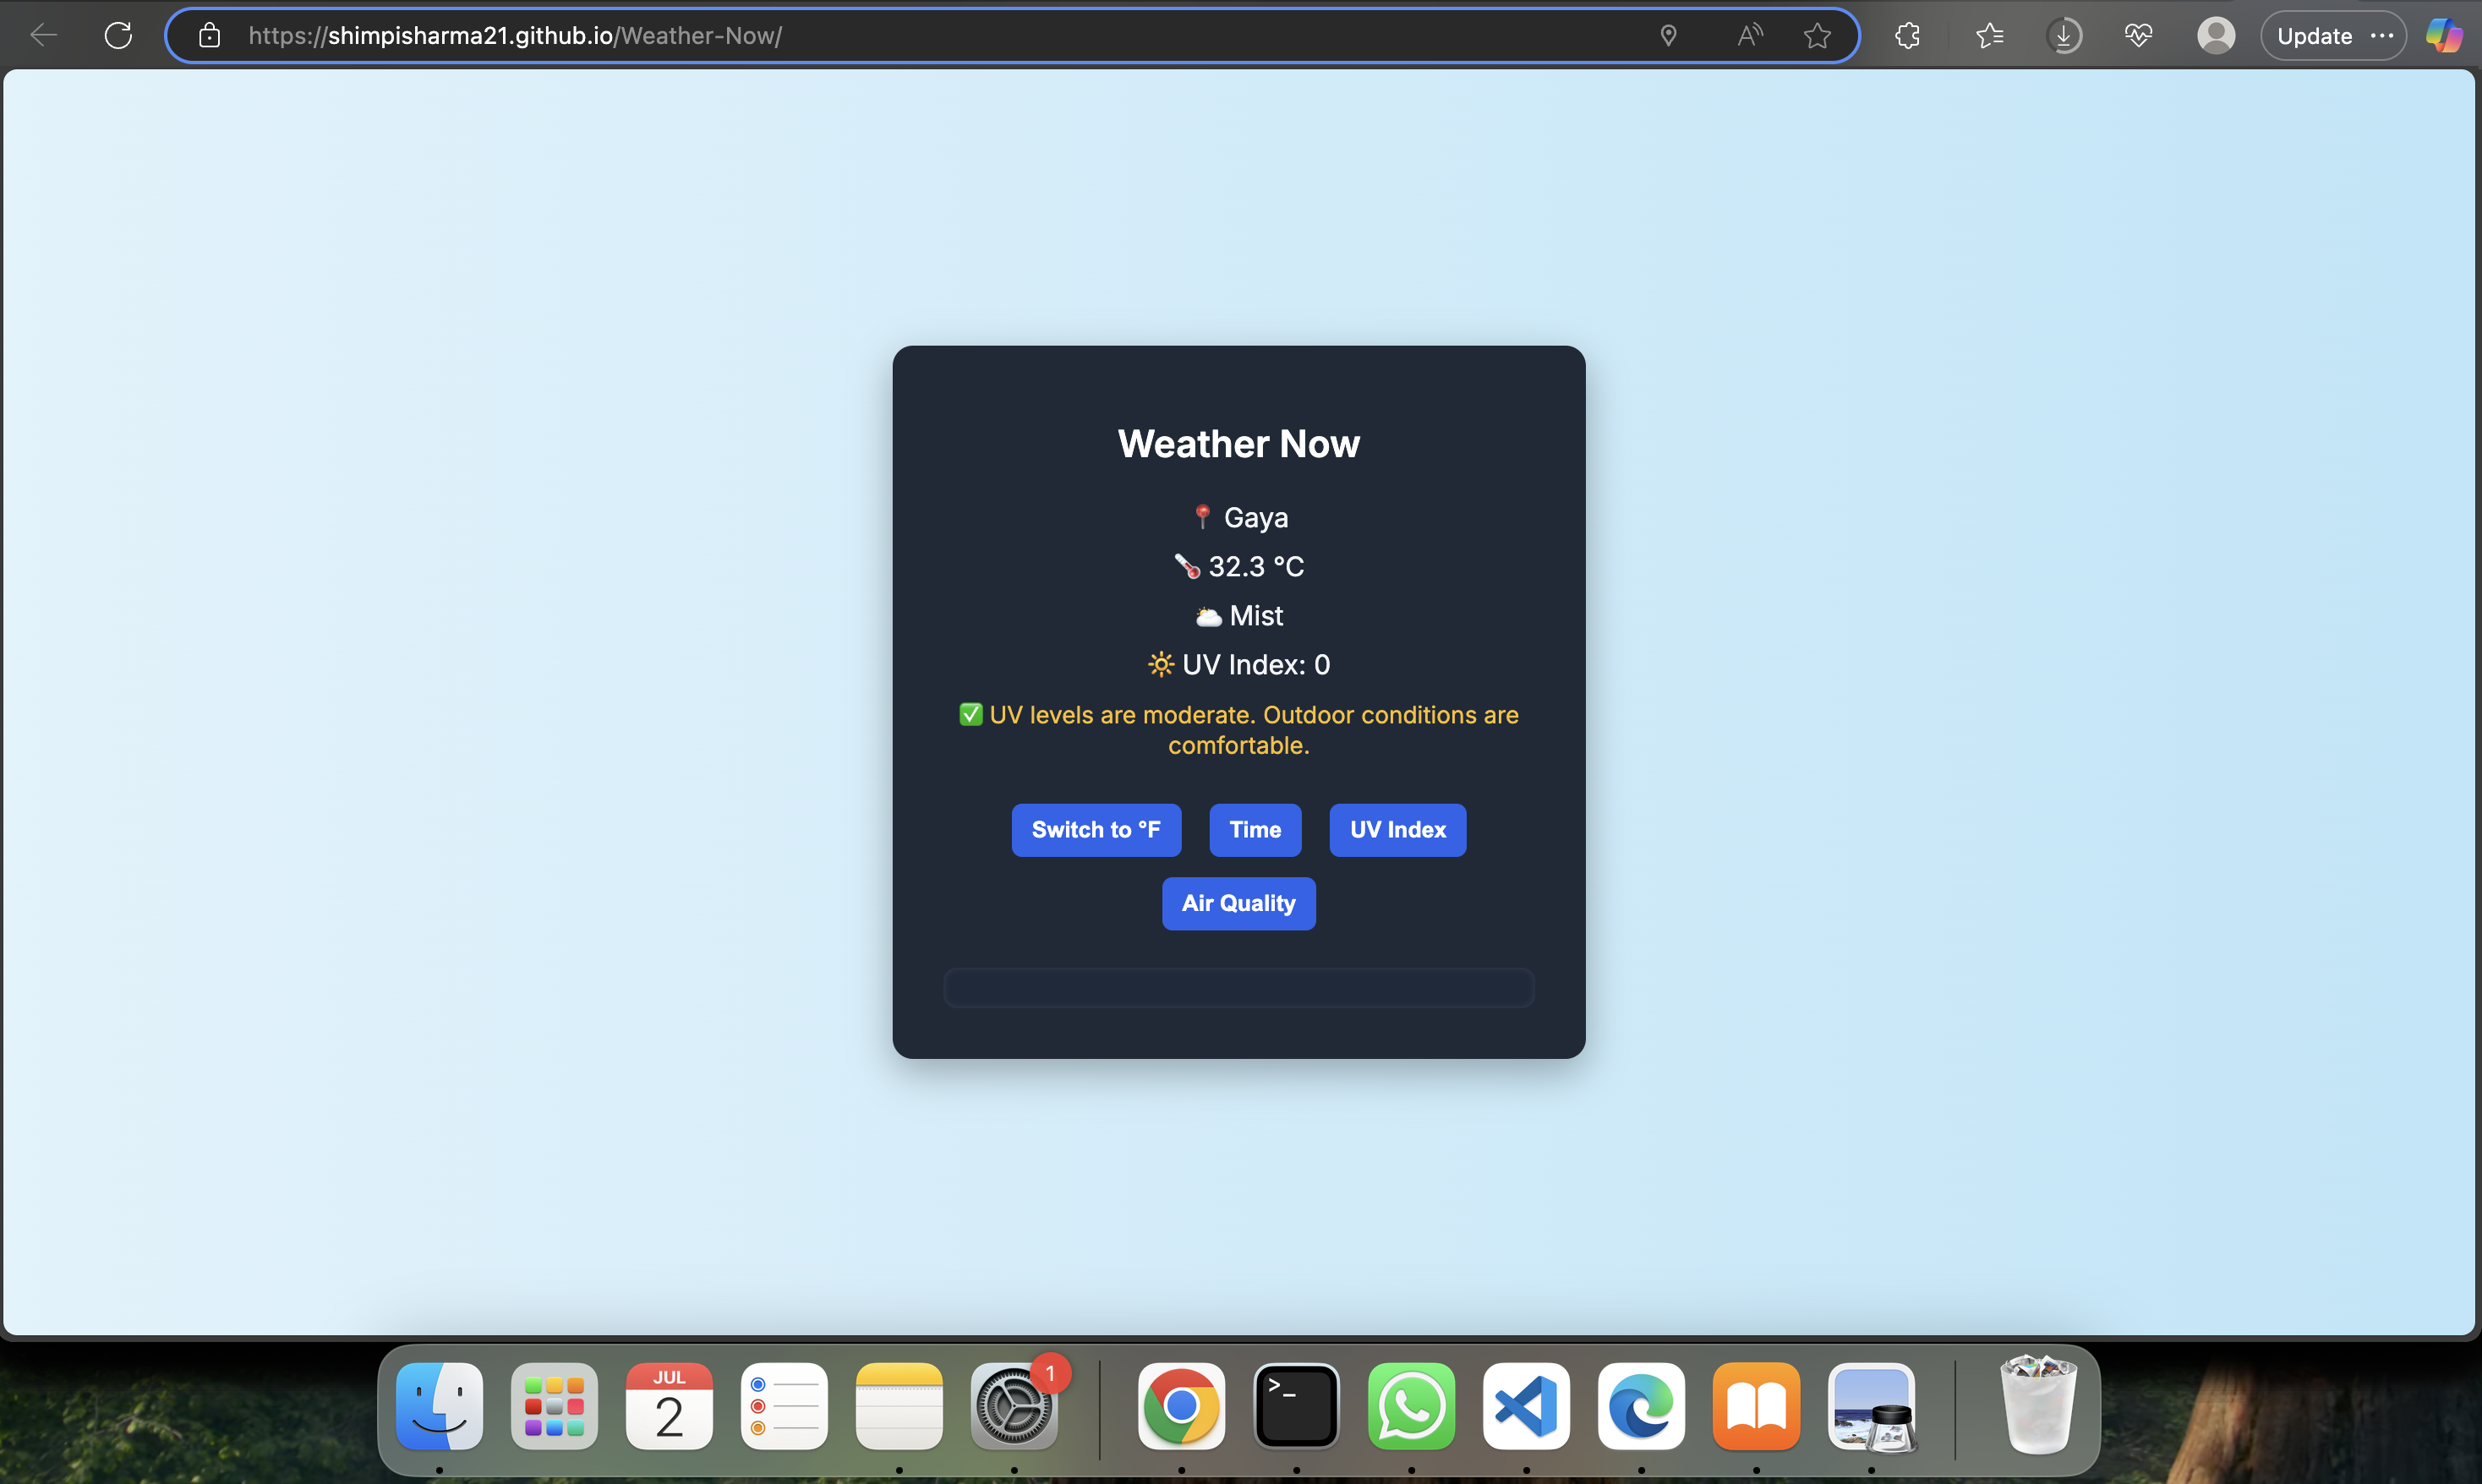 https://shimpisharma21.github.io/Weather-Now/
Update
Weather Now
📍 Gaya
🌡️ 32.3 °C
🌥️ Mist
🔆 UV Index: 0
✅ UV levels are moderate. Outdoor conditions are
comfortable.
Switch to °F
Time
UV Index
Air Quality
JUL
2
1
>_